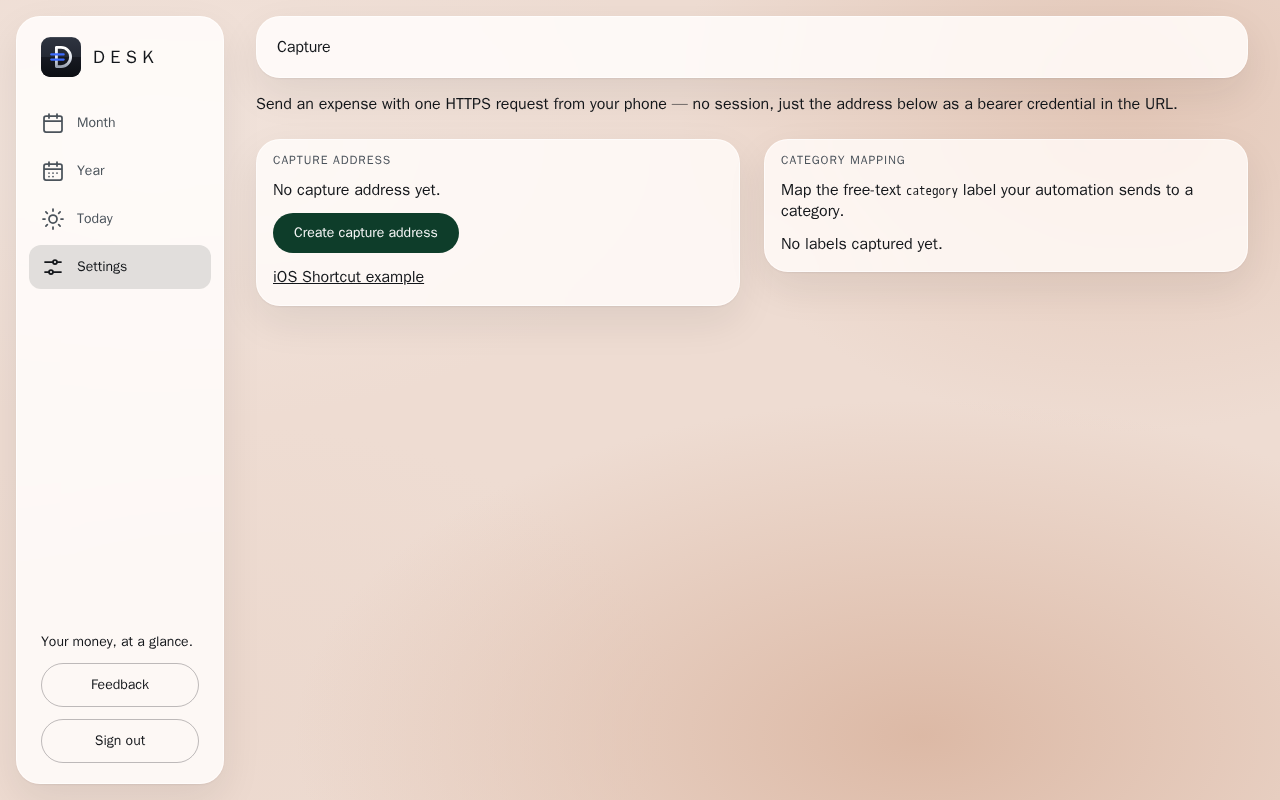 DESK
Month
Year
Today
Settings
Your money, at a glance.
Feedback
Sign out
Capture
Send an expense with one HTTPS request from your phone — no session, just the address below as a bearer credential in the URL.
CAPTURE ADDRESS
No capture address yet.
Create capture address
iOS Shortcut example
CATEGORY MAPPING
Map the free-text category label your automation sends to a
category.
No labels captured yet.